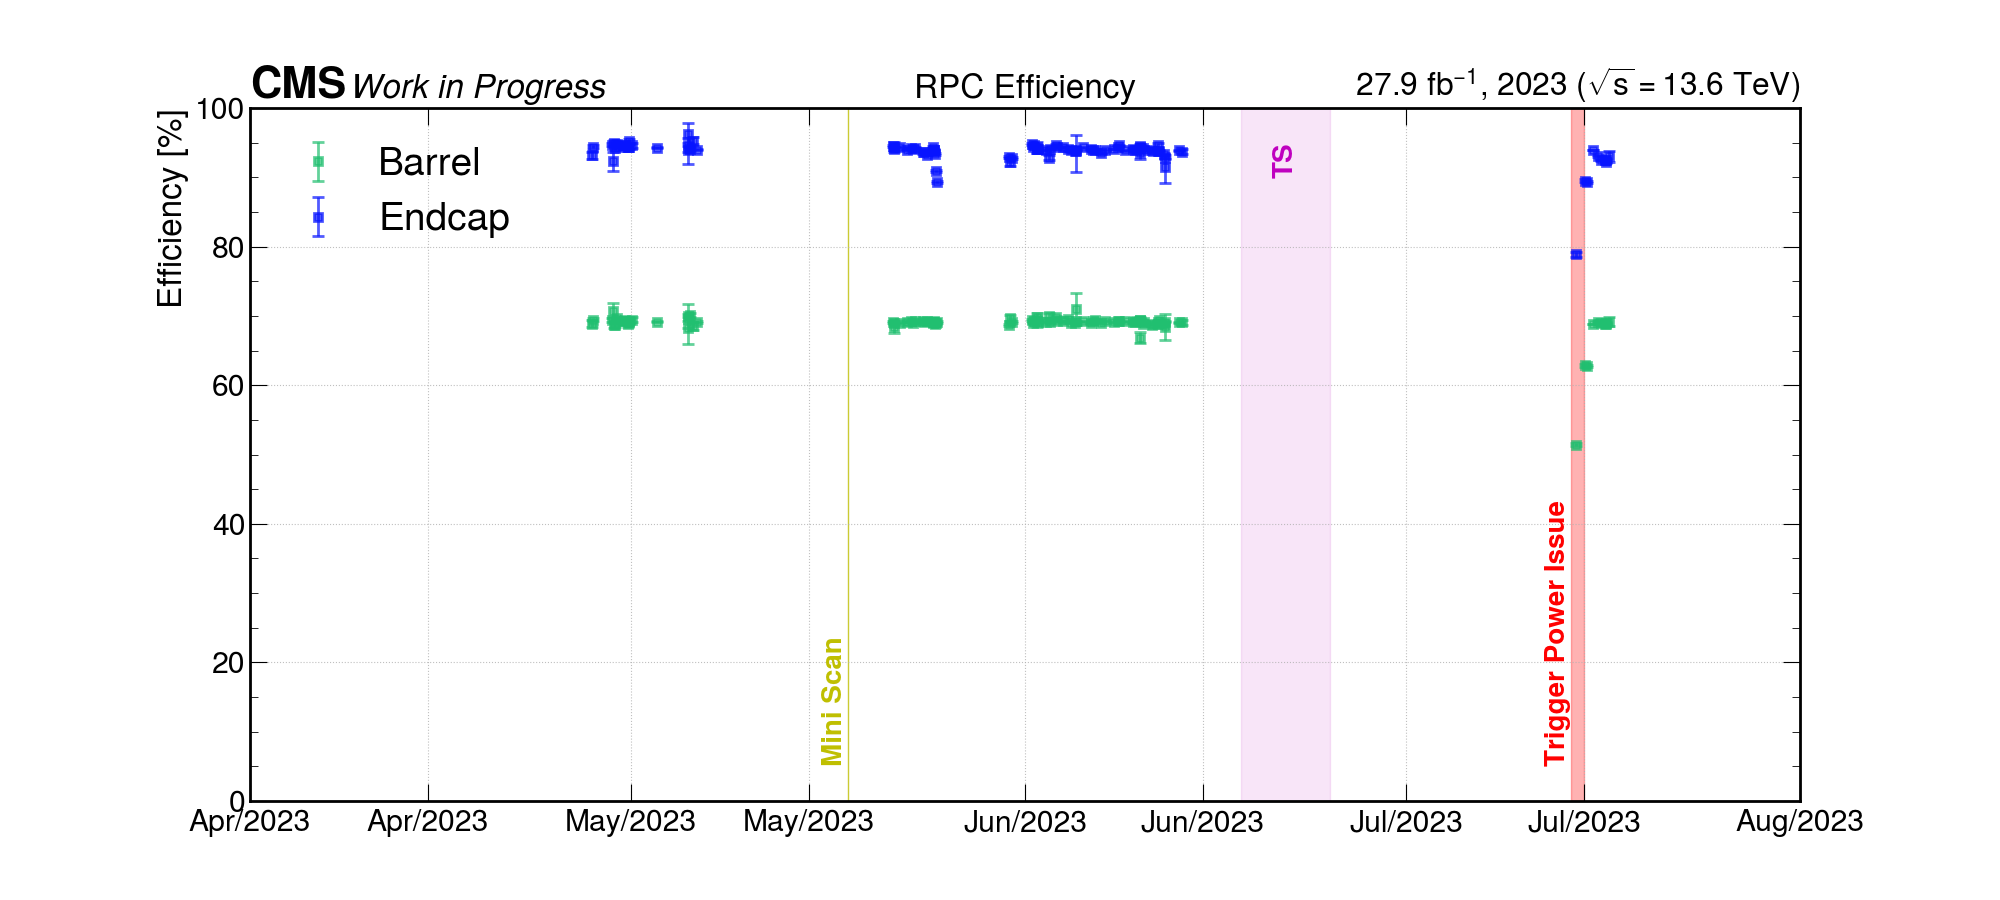 CMS Work in Progress RPC Efficiency 27.9 fb⁻¹, 2023 (√s = 13.6 TeV)
Efficiency [%]
100
80
60
40
20
0
Barrel
Endcap
Mini Scan
TS
Trigger Power Issue
Apr/2023 Apr/2023 May/2023 May/2023 Jun/2023 Jun/2023 Jul/2023 Jul/2023 Aug/2023